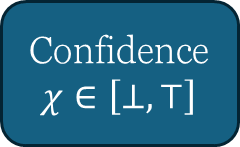 Confidence
χ ∈ [⊥, ⊤]